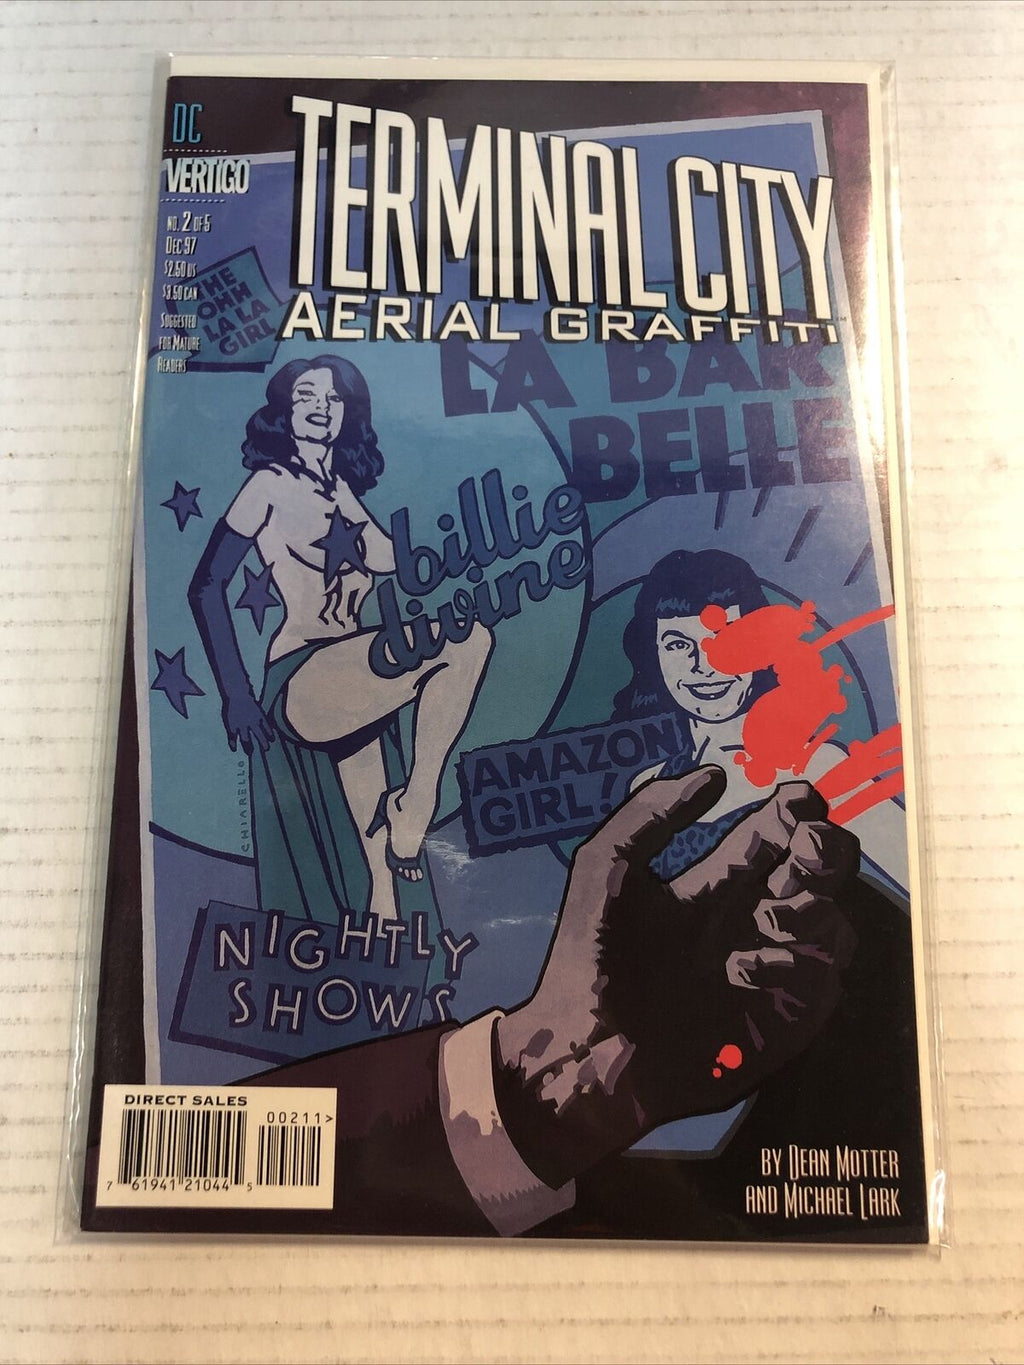 DC
VERTIGO
NO. 2 OF 5
DEC 97
$2.50 US
$3.50 CAN
SUGGESTED
FOR MATURE
READERS
TERMINAL CITY
AERIAL GRAFFITI
THE
OHH
LA LA
GIRL
LA BAR
BELLE
billie
divine
AMAZON
GIRL!
CHIARELLO
NIGHTLY
SHOWS
DIRECT SALES
00211>
7 61941 21044 5
BY DEAN MOTTER
AND MICHAEL LARK